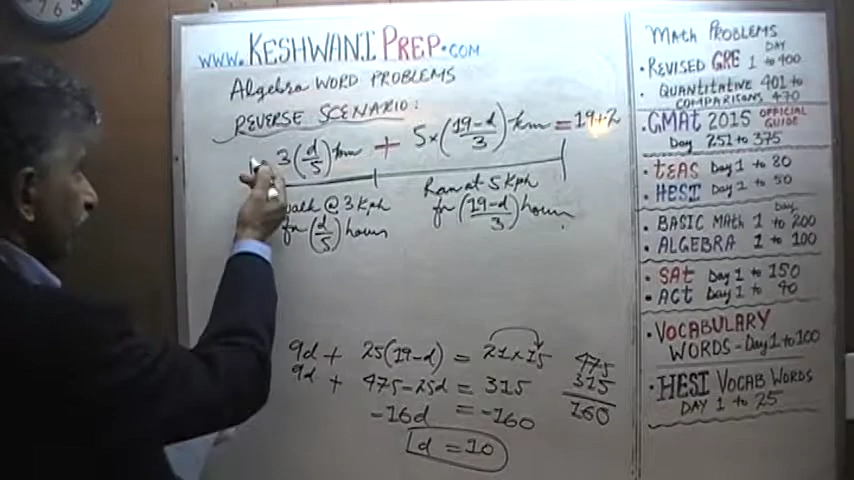 www.KESHWANIPREP.com
Algebra WORD PROBLEMS
REVERSE SCENARIO:
3(d/5)km + 5×(19-d/3)km = 19+2
walk @ 3 Kph
for (d/5) hours
Ran at 5 Kph
for (19-d/3) hours
9d + 25(19-d) = 21×15
9d + 475-25d = 315
-16d = -160
d = 10
475
315
160
MATH PROBLEMS
DAY
• REVISED GRE 1 to 400
• QUANTITATIVE 401 to
COMPARISONS 470
• GMAT 2015 OFFICIAL
GUIDE
Day 251 to 375
• TEAS Day 1 to 80
• HESI Day 1 to 50
DAY
• BASIC MATH 1 to 200
• ALGEBRA 1 to 100
• SAt Day 1 to 150
• ACt Day 1 to 90
• VOCABULARY
WORDS - Day 1 to 100
• HESI VOCAB WORDS
DAY 1 to 25